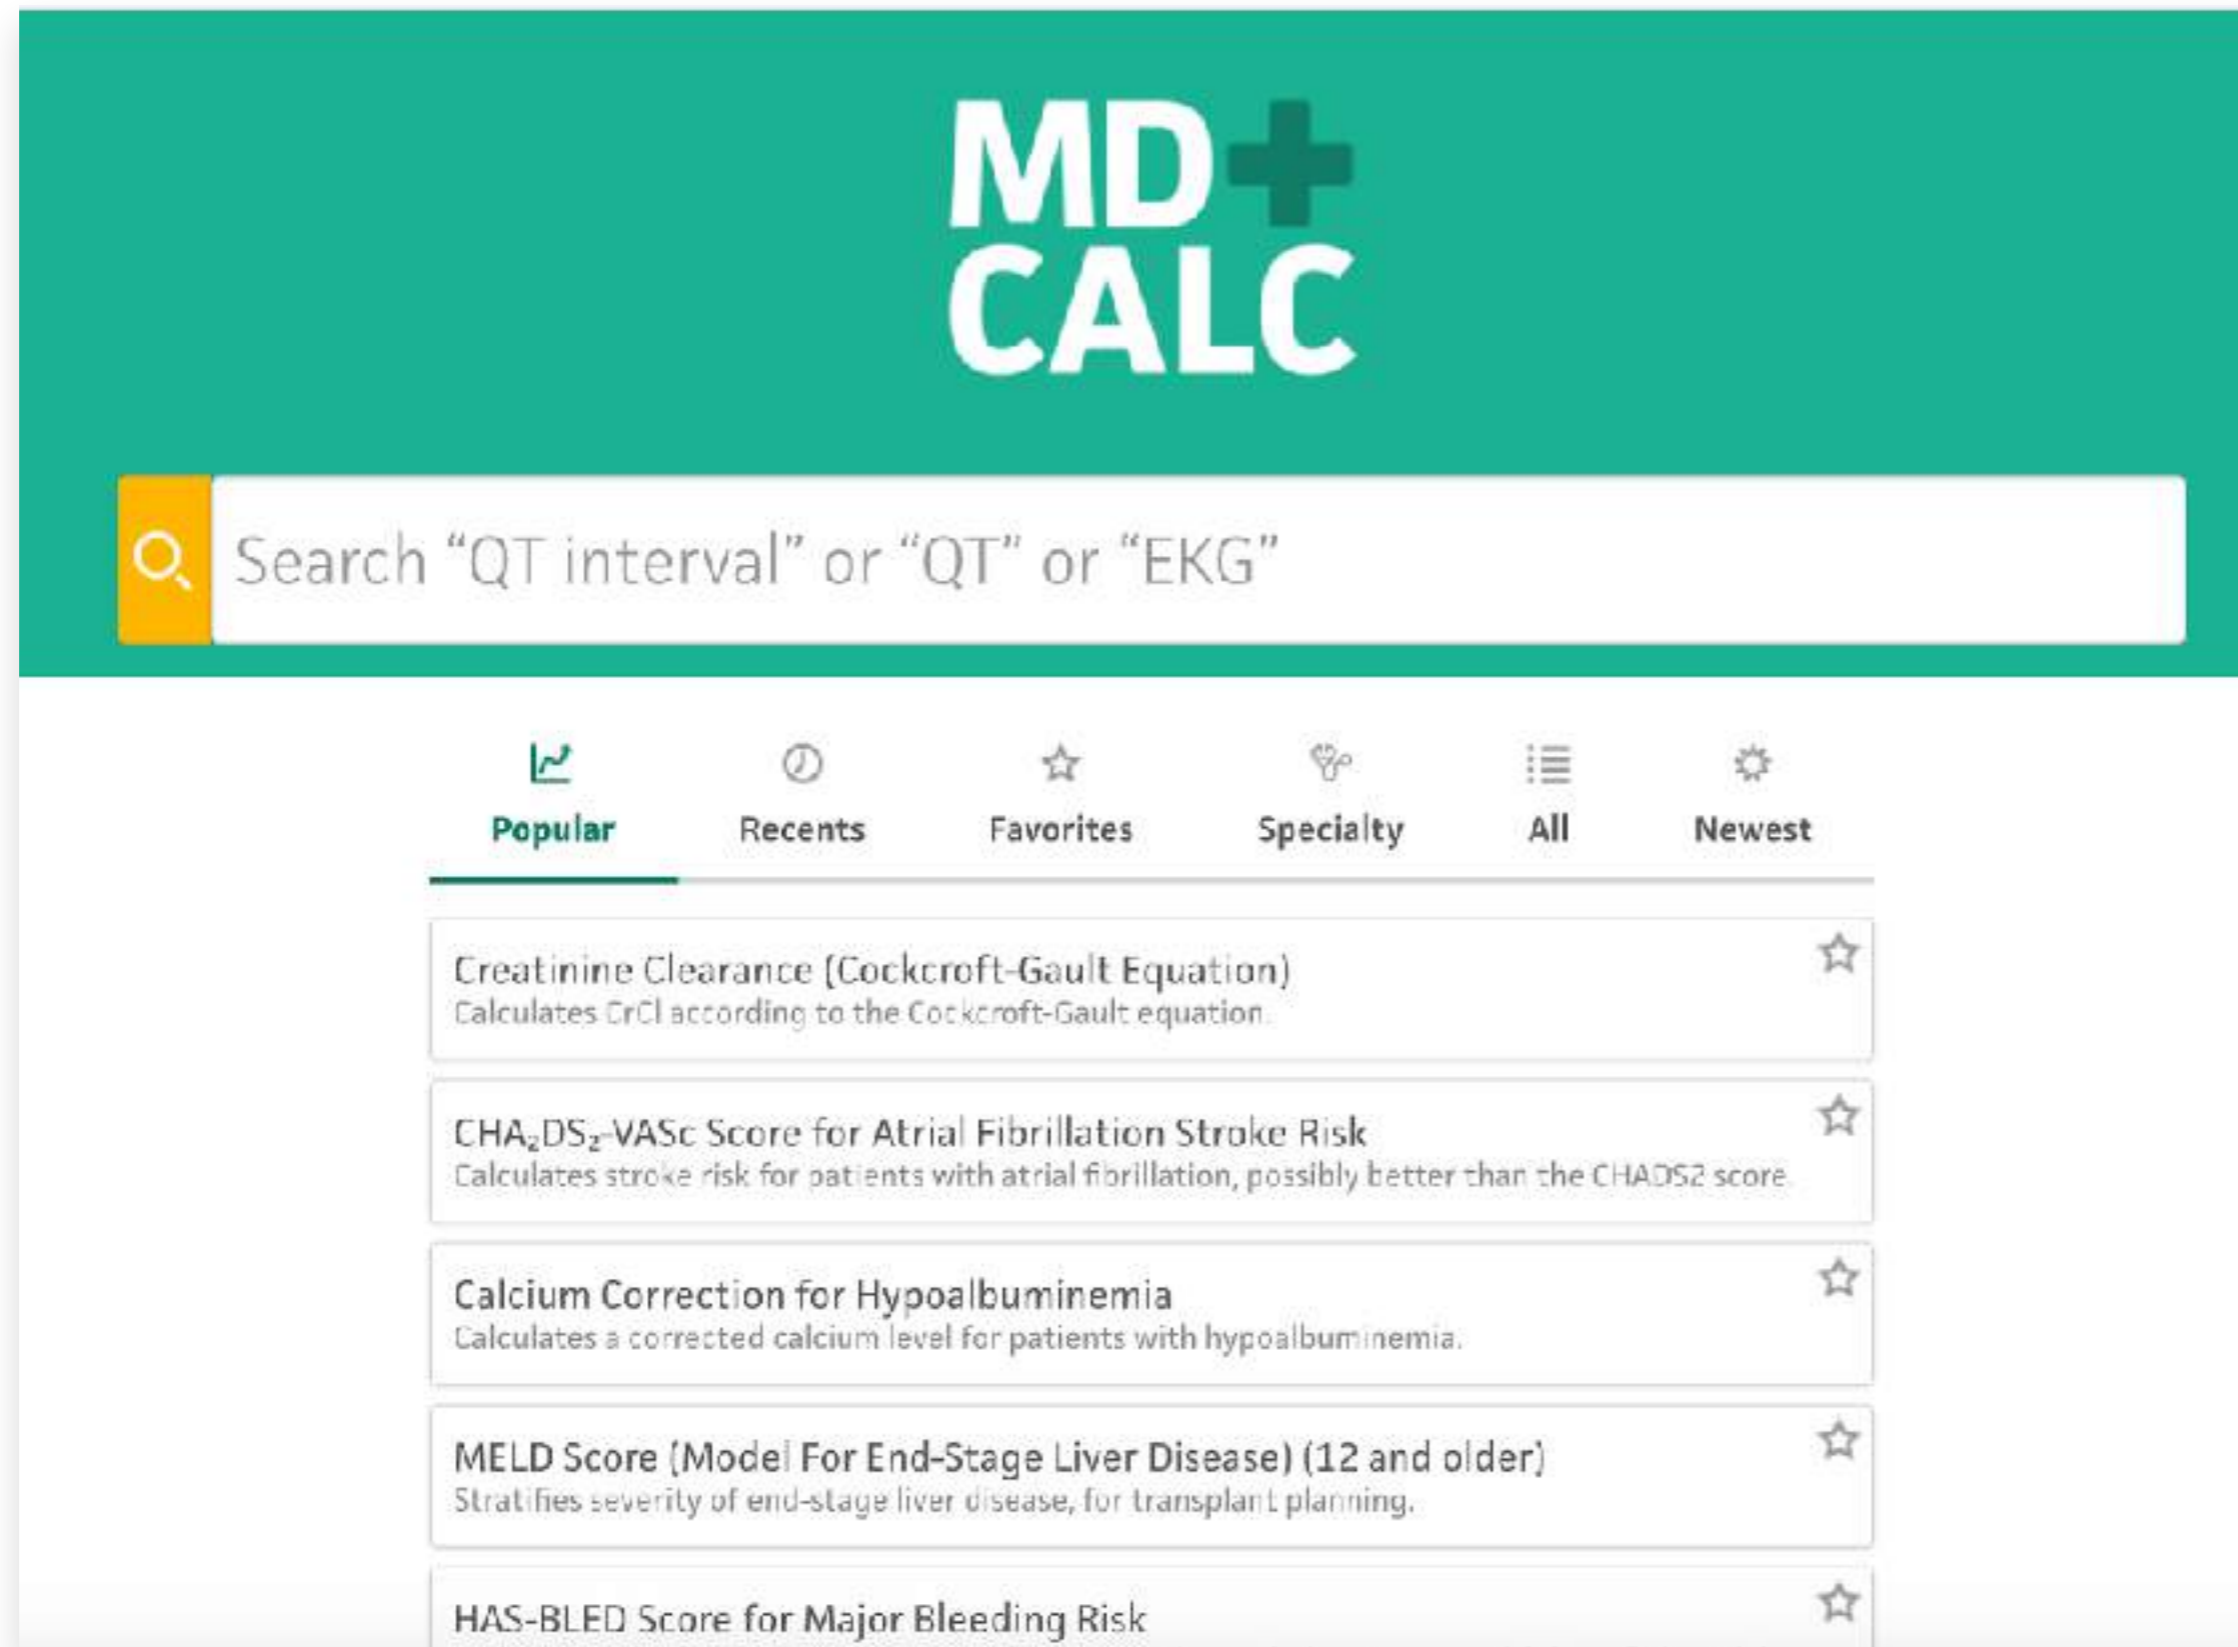 MD
CALC
Search “QT interval” or “QT” or “EKG”
Popular Recents Favorites Specialty All Newest
Creatinine Clearance (Cockcroft-Gault Equation)
Calculates CrCl according to the Cockcroft-Gault equation.
CHA₂DS₂-VASc Score for Atrial Fibrillation Stroke Risk
Calculates stroke risk for patients with atrial fibrillation, possibly better than the CHADS2 score.
Calcium Correction for Hypoalbuminemia
Calculates a corrected calcium level for patients with hypoalbuminemia.
MELD Score (Model For End-Stage Liver Disease) (12 and older)
Stratifies severity of end-stage liver disease, for transplant planning.
HAS-BLED Score for Major Bleeding Risk